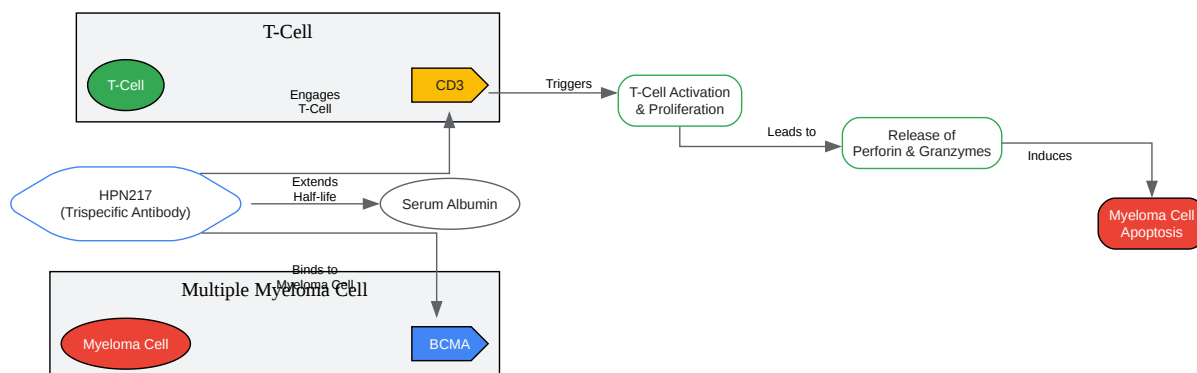 T-Cell
T-Cell
CD3
Engages
T-Cell
Triggers
T-Cell Activation
& Proliferation
Leads to
Release of
Perforin & Granzymes
Induces
HPN217
(Trispecific Antibody)
Extends
Half-life
Serum Albumin
Myeloma Cell
Apoptosis
Binds to
Myeloma Cell
Multiple Myeloma Cell
Myeloma Cell
BCMA